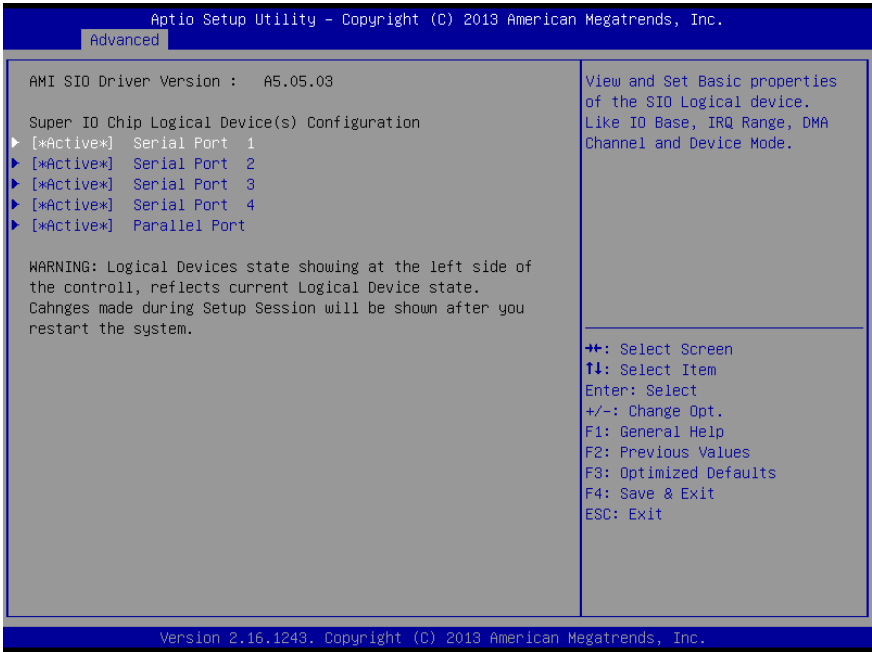 Aptio Setup Utility – Copyright (C) 2013 American Megatrends, Inc.
Advanced
AMI SIO Driver Version :   A5.05.03
Super IO Chip Logical Device(s) Configuration
[*Active*]  Serial Port  1
[*Active*]  Serial Port  2
[*Active*]  Serial Port  3
[*Active*]  Serial Port  4
[*Active*]  Parallel Port
WARNING: Logical Devices state showing at the left side of
the controll, reflects current Logical Device state.
Cahnges made during Setup Session will be shown after you
restart the system.
View and Set Basic properties
of the SIO Logical device.
Like IO Base, IRQ Range, DMA
Channel and Device Mode.
→←: Select Screen
↑↓: Select Item
Enter: Select
+/-: Change Opt.
F1: General Help
F2: Previous Values
F3: Optimized Defaults
F4: Save & Exit
ESC: Exit
Version 2.16.1243. Copyright (C) 2013 American Megatrends, Inc.